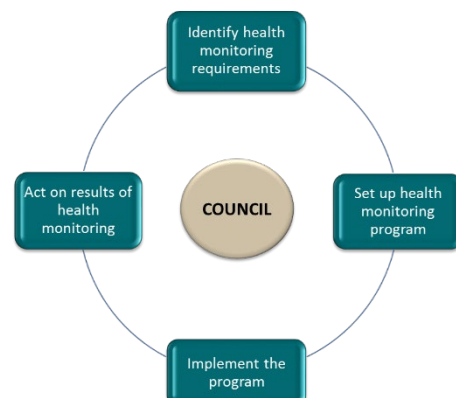 Identify health
monitoring
requirements
Act on results of
health
monitoring
COUNCIL
Set up health
monitoring
program
Implement the
program